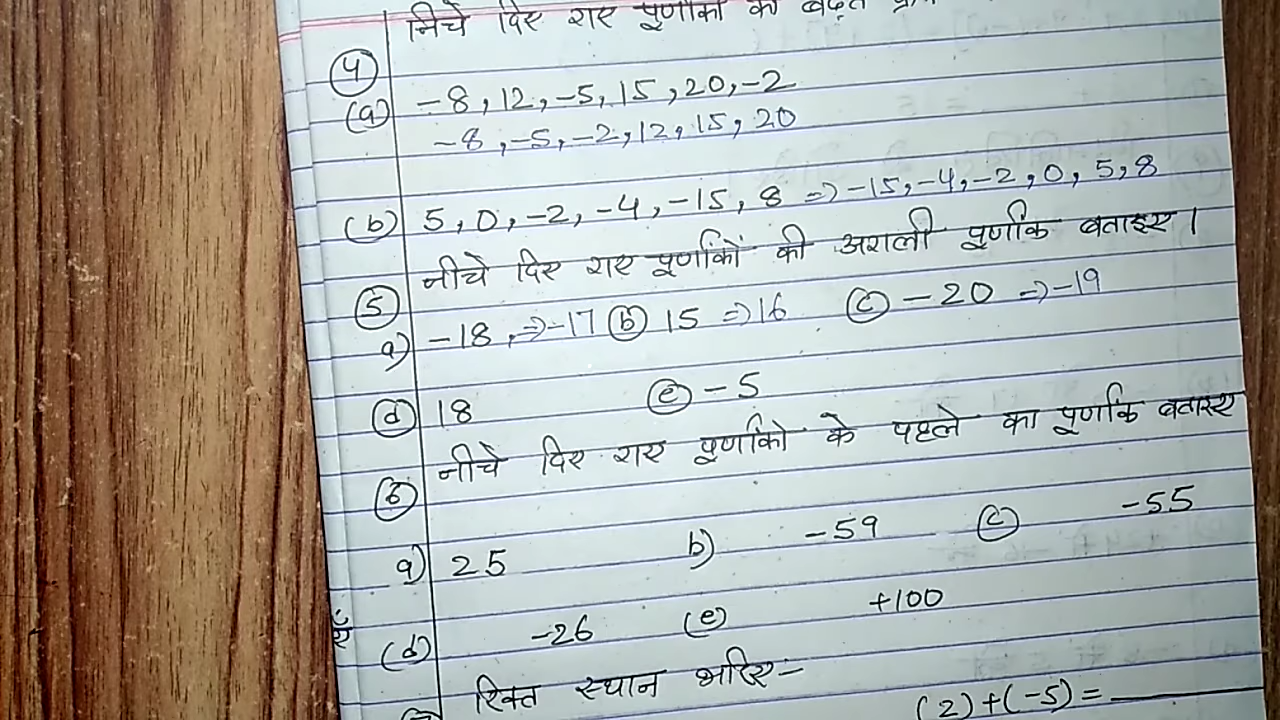 नीचे दिए गए पूर्णांकों को बढ़ते
④
(a) -8, 12, -5, 15, 20, -2
-8, -5, -2, 12, 15, 20
(b) 5, 0, -2, -4, -15, 8 => -15, -4, -2, 0, 5, 8
⑤ नीचे दिए गए पूर्णांकों की अगली पूर्णांक बताइए।
a) -18, => -17 ⓑ 15 => 16 ⓒ -20 => -19
ⓓ 18 ⓔ -5
⑥ नीचे दिए गए पूर्णांको के पहले का पूर्णांक बताइए
a) 25 b) -59 ⓒ -55
(d) -26 (e) +100
रिक्त स्थान भरिए:-
(2)+(-5)= ______